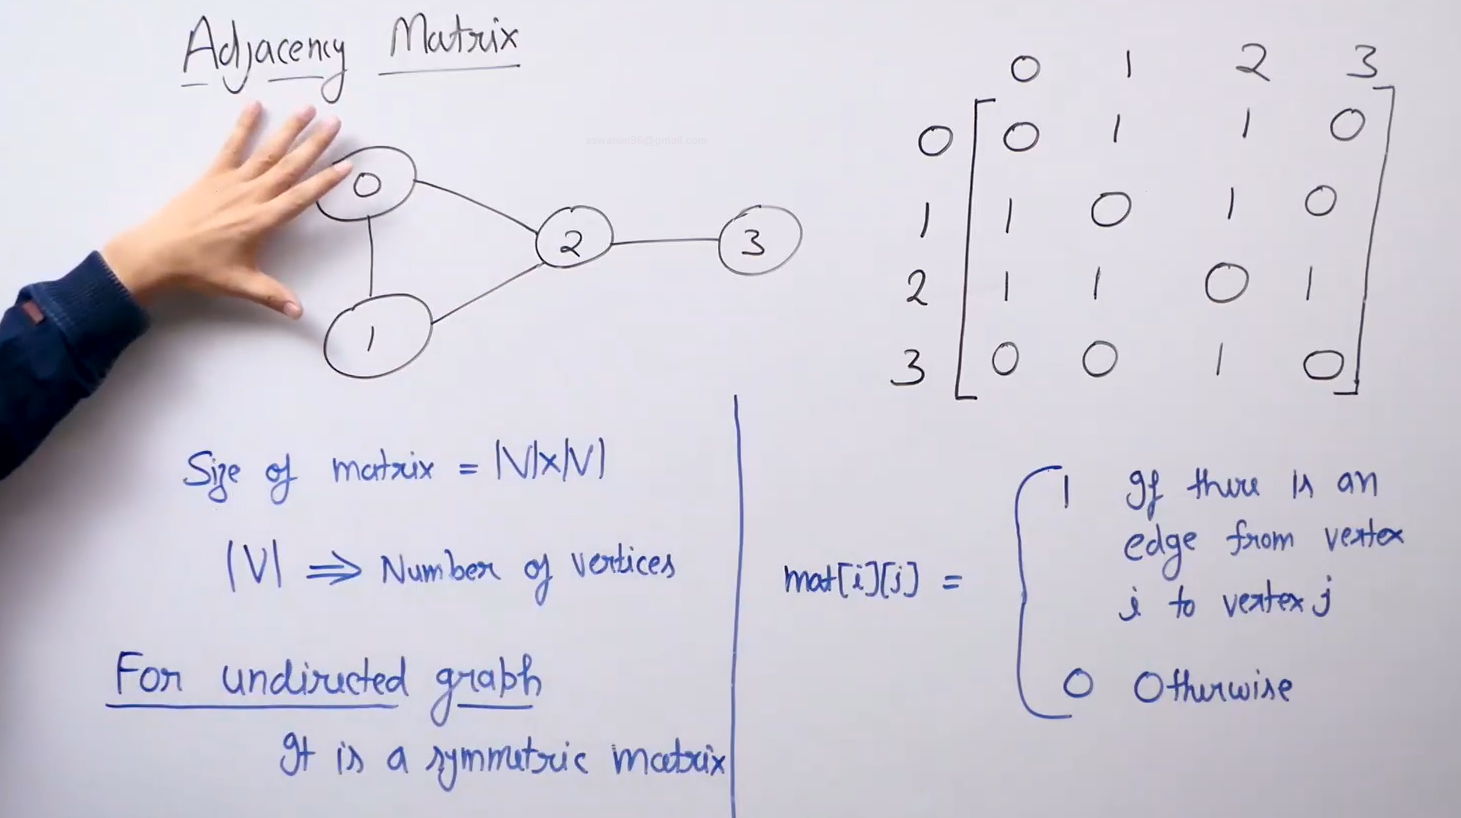 Adjacency Matrix
0
1
2
3
0 1 2 3
0 0 1 1 0
1 1 0 1 0
2 1 1 0 1
3 0 0 1 0
Size of matrix = |V|x|V|
|V| ⟹ Number of vertices
For undirected graph
It is a symmetric matrix
mat[i][j] =
1 If there is an
edge from vertex
i to vertex j
0 Otherwise